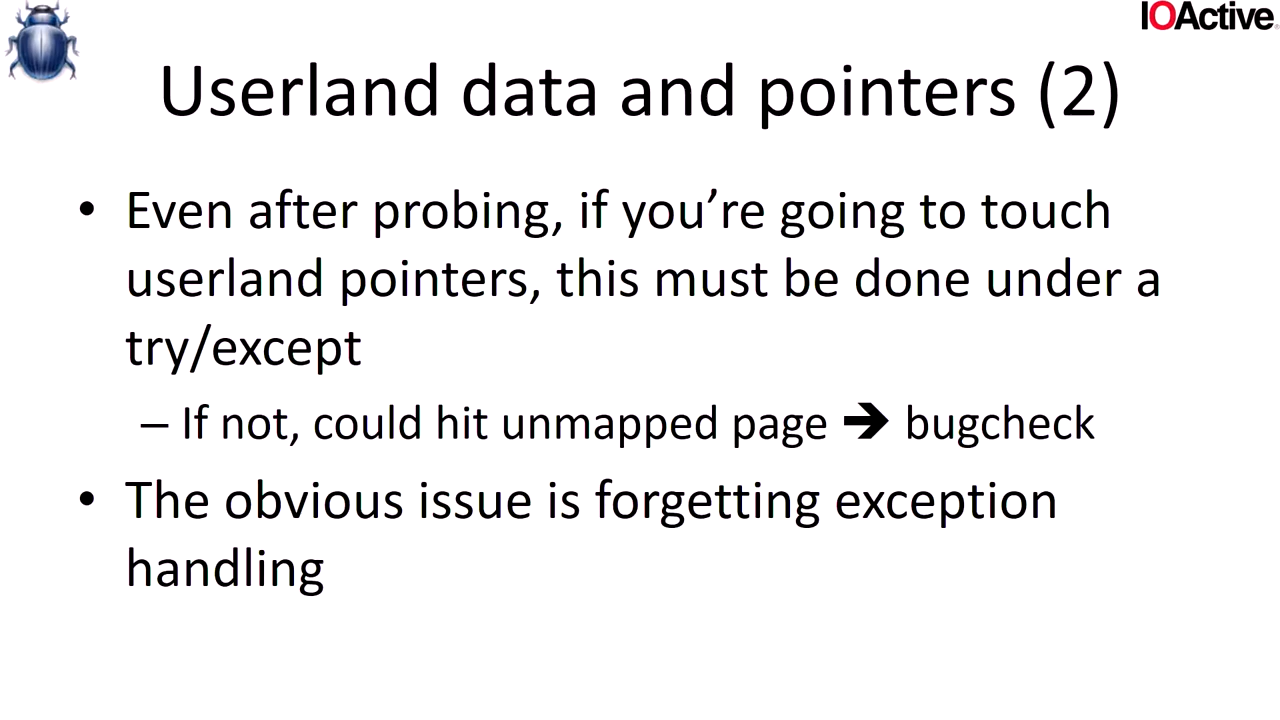 IOActive
Userland data and pointers (2)
• Even after probing, if you’re going to touch
userland pointers, this must be done under a
try/except
– If not, could hit unmapped page ➔ bugcheck
• The obvious issue is forgetting exception
handling